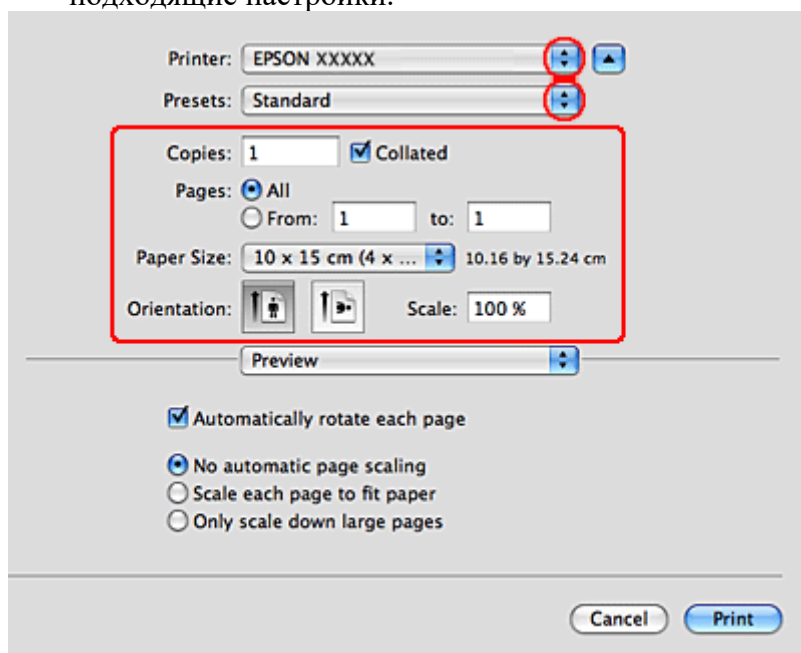 подходящие настройки.
Printer: EPSON XXXXX
Presets: Standard
Copies: 1 Collated
Pages: All
From: 1 to: 1
Paper Size: 10 x 15 cm (4 x ... 10.16 by 15.24 cm
Orientation: Scale: 100 %
Preview
Automatically rotate each page
No automatic page scaling
Scale each page to fit paper
Only scale down large pages
Cancel Print